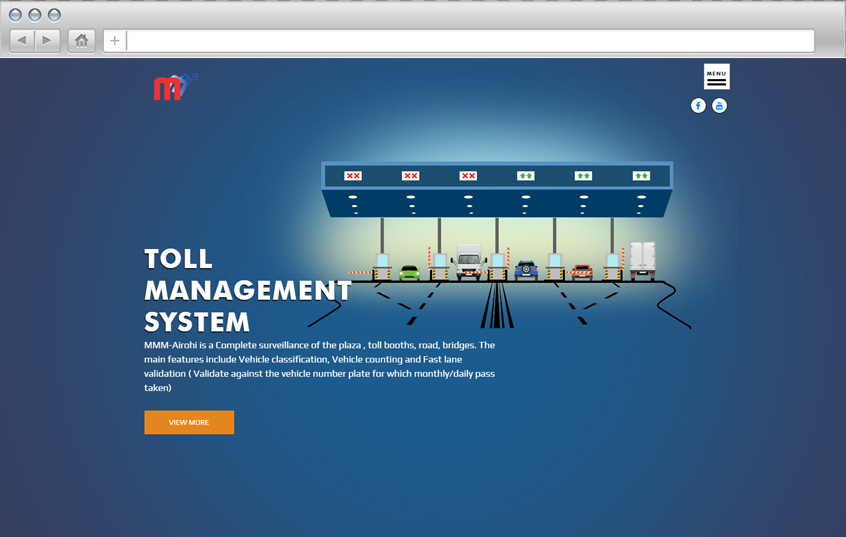 MENU
TOLL
MANAGEMENT
SYSTEM
MMM-Airohi is a Complete surveillance of the plaza , toll booths, road, bridges. The
main features include Vehicle classification, Vehicle counting and Fast lane
validation ( Validate against the vehicle number plate for which monthly/daily pass
taken)
VIEW MORE